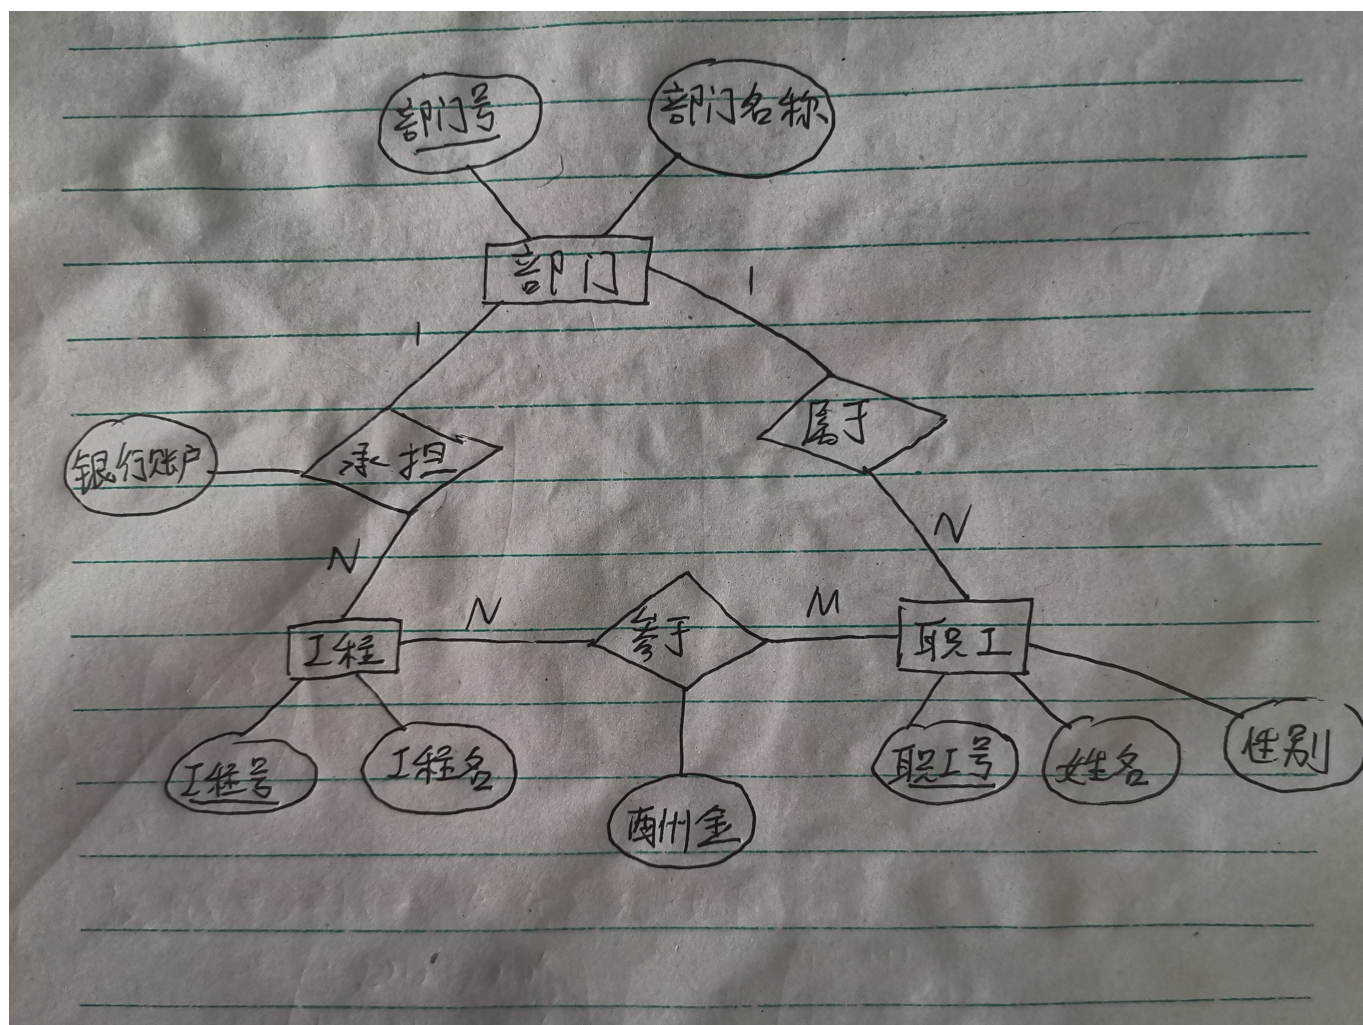 部门号
部门名称
部门
1
1
银行账户
承担
属于
N
N
工程
N
参于
M
职工
工程号
工程名
酬金
职工号
姓名
性别